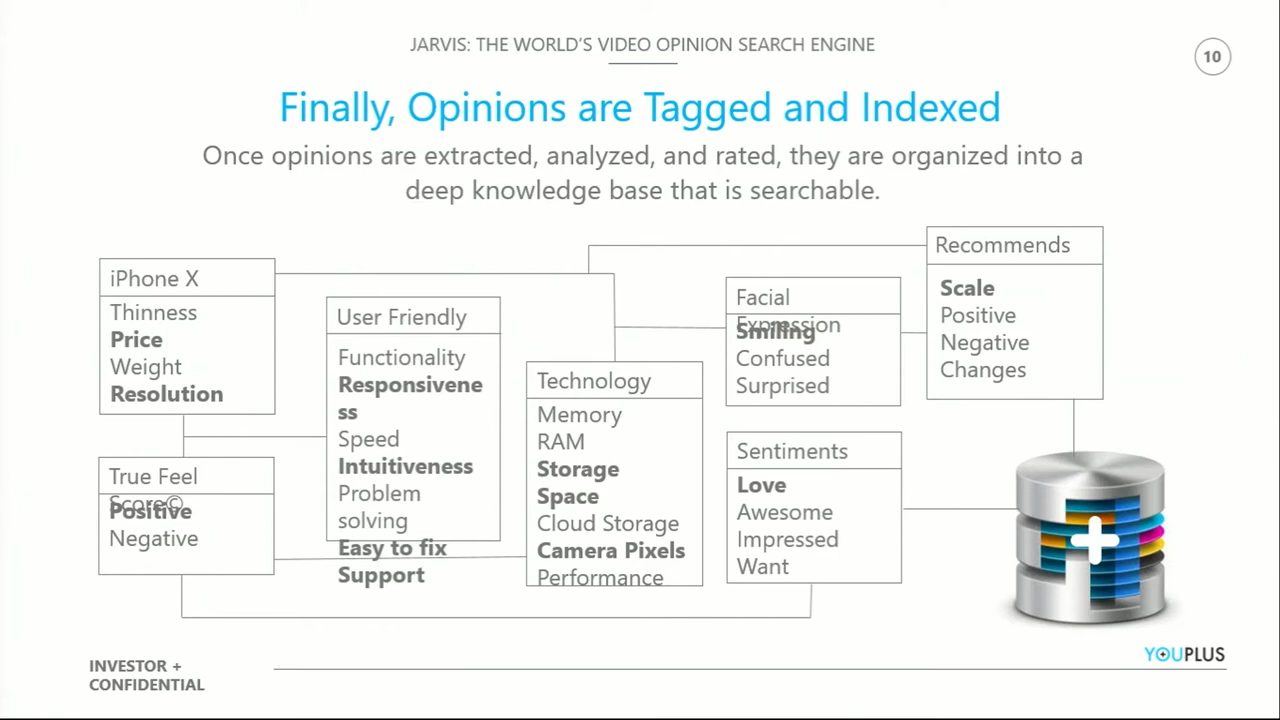 JARVIS: THE WORLD'S VIDEO OPINION SEARCH ENGINE
10
Finally, Opinions are Tagged and Indexed
Once opinions are extracted, analyzed, and rated, they are organized into a
deep knowledge base that is searchable.
iPhone X
Thinness
Price
Weight
Resolution
True Feel
Score©
Positive
Negative
User Friendly
Functionality
Responsivene
ss
Speed
Intuitiveness
Problem
solving
Easy to fix
Support
Technology
Memory
RAM
Storage
Space
Cloud Storage
Camera Pixels
Performance
Facial
Expression
Smiling
Confused
Surprised
Sentiments
Love
Awesome
Impressed
Want
Recommends
Scale
Positive
Negative
Changes
INVESTOR +
CONFIDENTIAL
YOUPLUS